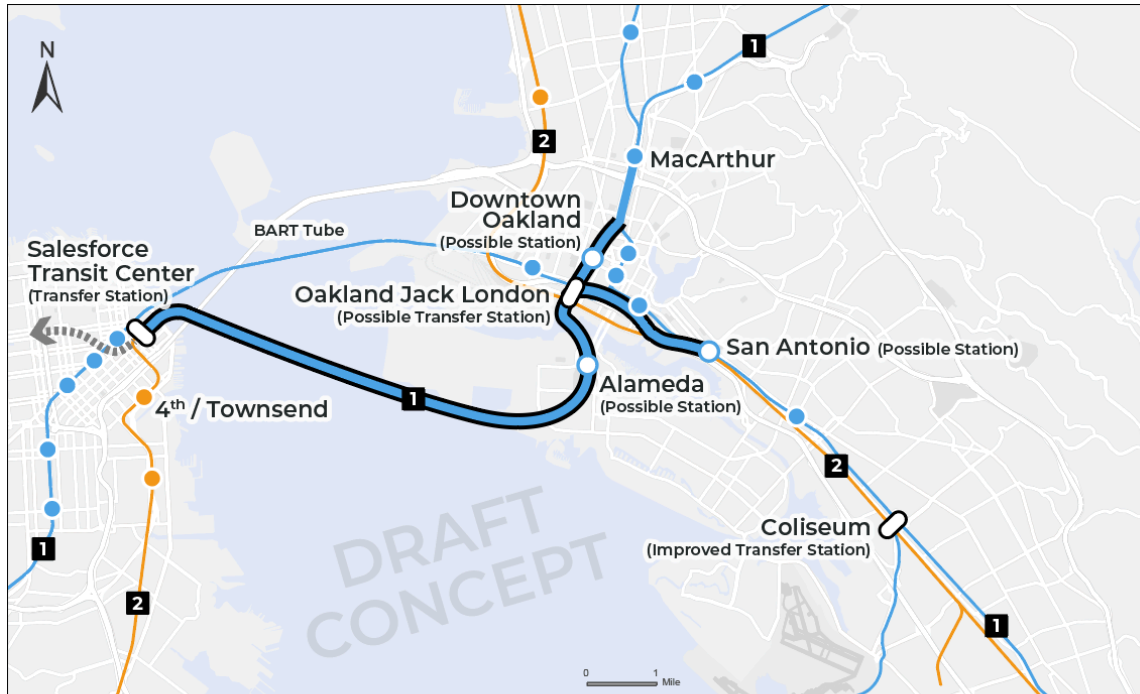 N
1
2
MacArthur
Downtown
Oakland
(Possible Station)
BART Tube
Salesforce
Transit Center
(Transfer Station)
Oakland Jack London
(Possible Transfer Station)
San Antonio (Possible Station)
Alameda
(Possible Station)
1
4th / Townsend
2
DRAFT
CONCEPT
Coliseum
(Improved Transfer Station)
1
2
1
0 1
Mile